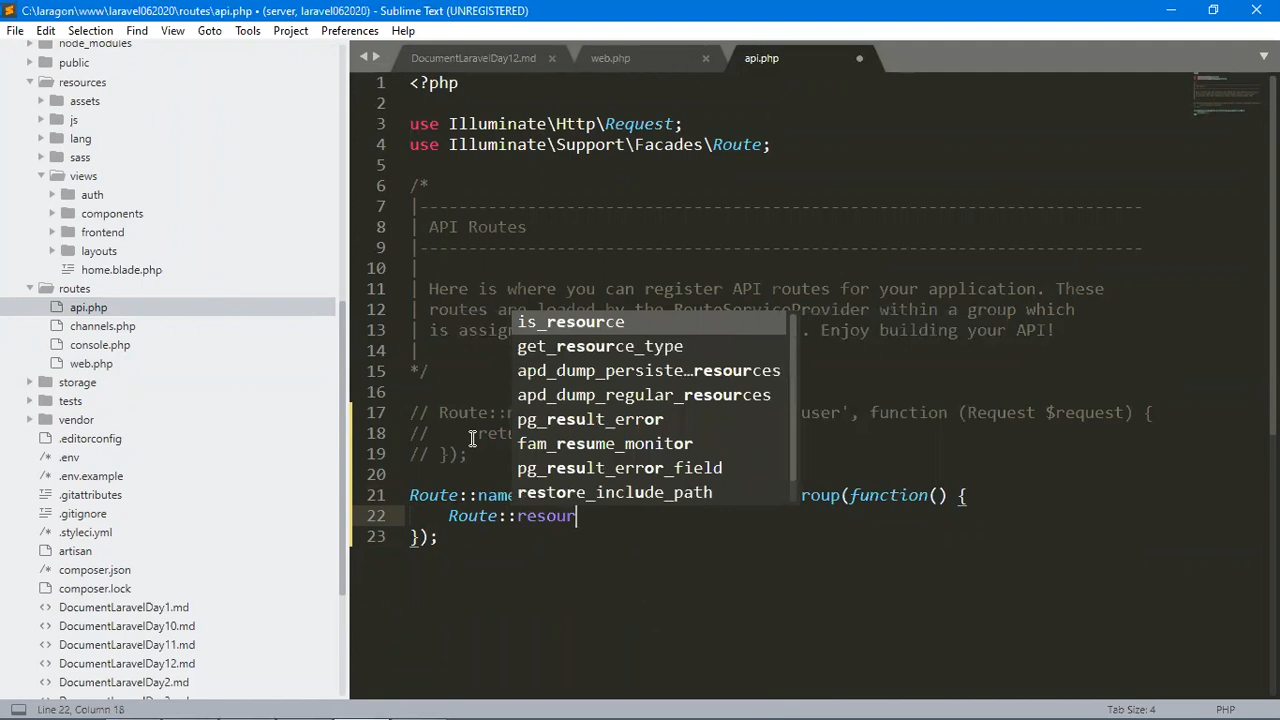 C:\laragon\www\laravel062020\routes\api.php • (server, laravel062020) - Sublime Text (UNREGISTERED)
File Edit Selection Find View Goto Tools Project Preferences Help
node_modules
public
resources
assets
js
lang
sass
views
auth
components
frontend
layouts
home.blade.php
routes
api.php
channels.php
console.php
web.php
storage
tests
vendor
.editorconfig
.env
.env.example
.gitattributes
.gitignore
.styleci.yml
artisan
composer.json
composer.lock
DocumentLaravelDay1.md
DocumentLaravelDay10.md
DocumentLaravelDay11.md
DocumentLaravelDay12.md
DocumentLaravelDay2.md
DocumentLaravelDay12.md web.php api.php
1 <?php
2
3 use Illuminate\Http\Request;
4 use Illuminate\Support\Facades\Route;
5
6 /*
7 |--------------------------------------------------------------------------
8 | API Routes
9 |--------------------------------------------------------------------------
10 |
11 | Here is where you can register API routes for your application. These
12 | routes are loaded by the RouteServiceProvider within a group which
13 | is assig . Enjoy building your API!
14 |
15 */
16
17 // Route::m user', function (Request $request) {
18 // retu
19 // });
20
21 Route::name roup(function() {
22 Route::resour
23 });
is_resource
get_resource_type
apd_dump_persiste…resources
apd_dump_regular_resources
pg_result_error
fam_resume_monitor
pg_result_error_field
restore_include_path
Line 22, Column 18 Tab Size: 4 PHP